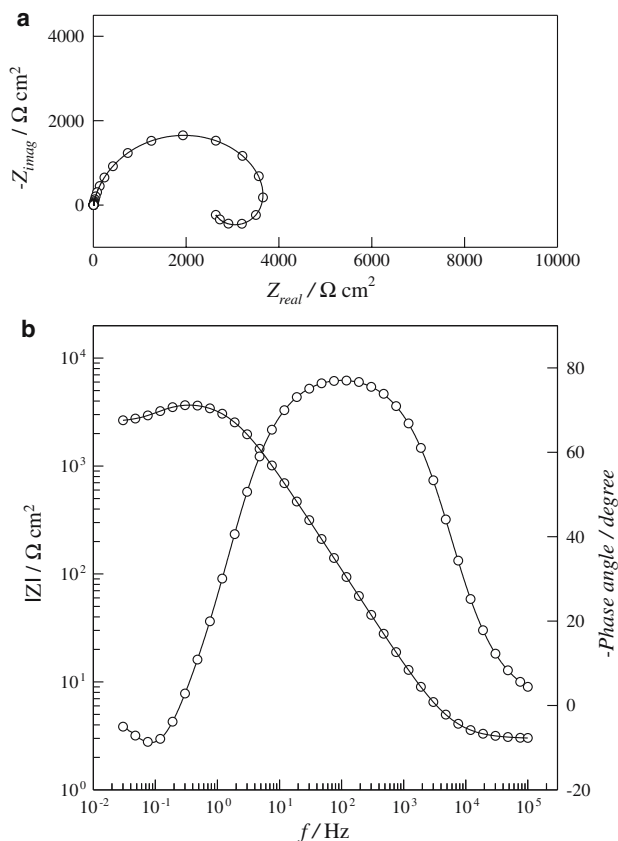 a
4000
2000
0
-Z_imag / Ω cm²
0 2000 4000 6000 8000 10000
Z_real / Ω cm²
b
10⁴
10³
10²
10¹
10⁰
|Z| / Ω cm²
80
60
40
20
0
-20
-Phase angle / degree
10⁻² 10⁻¹ 10⁰ 10¹ 10² 10³ 10⁴ 10⁵
f / Hz